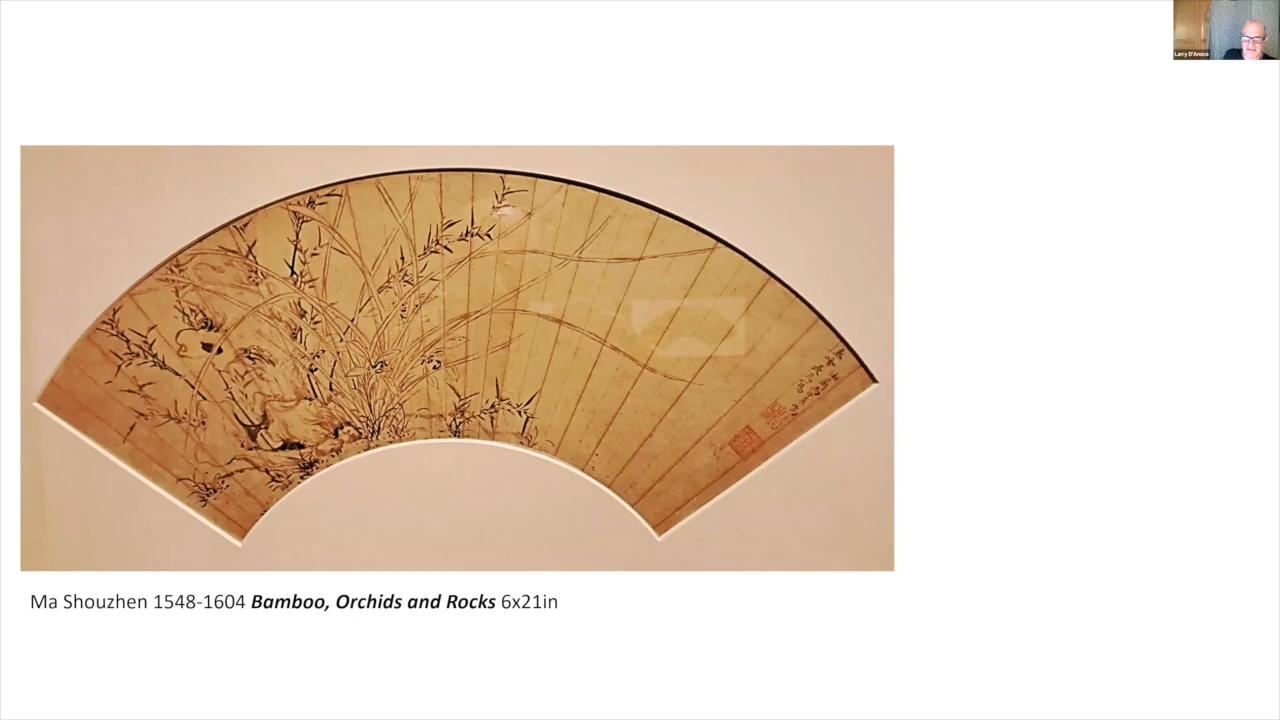 Larry D'Amico
Ma Shouzhen 1548-1604 Bamboo, Orchids and Rocks 6x21in